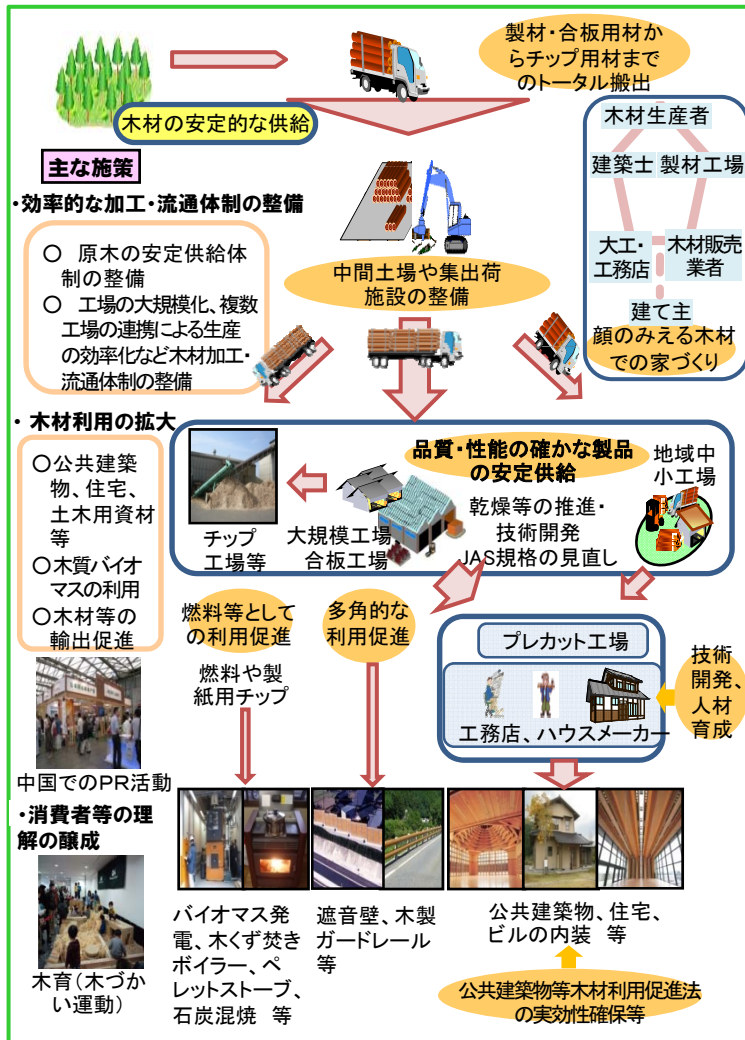 製材・合板用材か
らチップ用材まで
のトータル搬出
木材の安定的な供給
主な施策
・効率的な加工・流通体制の整備
○ 原木の安定供給体
制の整備
○ 工場の大規模化、複数
工場の連携による生産
の効率化など木材加工・
流通体制の整備
中間土場や集出荷
施設の整備
木材生産者
建築士
製材工場
大工・
工務店
木材販売
業者
建て主
顔のみえる木材
での家づくり
・木材利用の拡大
○公共建築
物、住宅、
土木用資材
等
○木質バイオ
マスの利用
○木材等の
輸出促進
品質・性能の確かな製品
の安定供給
地域中
小工場
チップ
工場等
大規模工場
合板工場
乾燥等の推進・
技術開発
JAS規格の見直し
燃料等として
の利用促進
多角的な
利用促進
燃料や製
紙用チップ
プレカット工場
工務店、ハウスメーカー
技術
開発、
人材
育成
中国でのPR活動
・消費者等の理
解の醸成
木育(木づか
い運動)
バイオマス発
電、木くず焚き
ボイラー、ペ
レットストーブ、
石炭混焼 等
遮音壁、木製
ガードレール
等
公共建築物、住宅、
ビルの内装 等
公共建築物等木材利用促進法
の実効性確保等